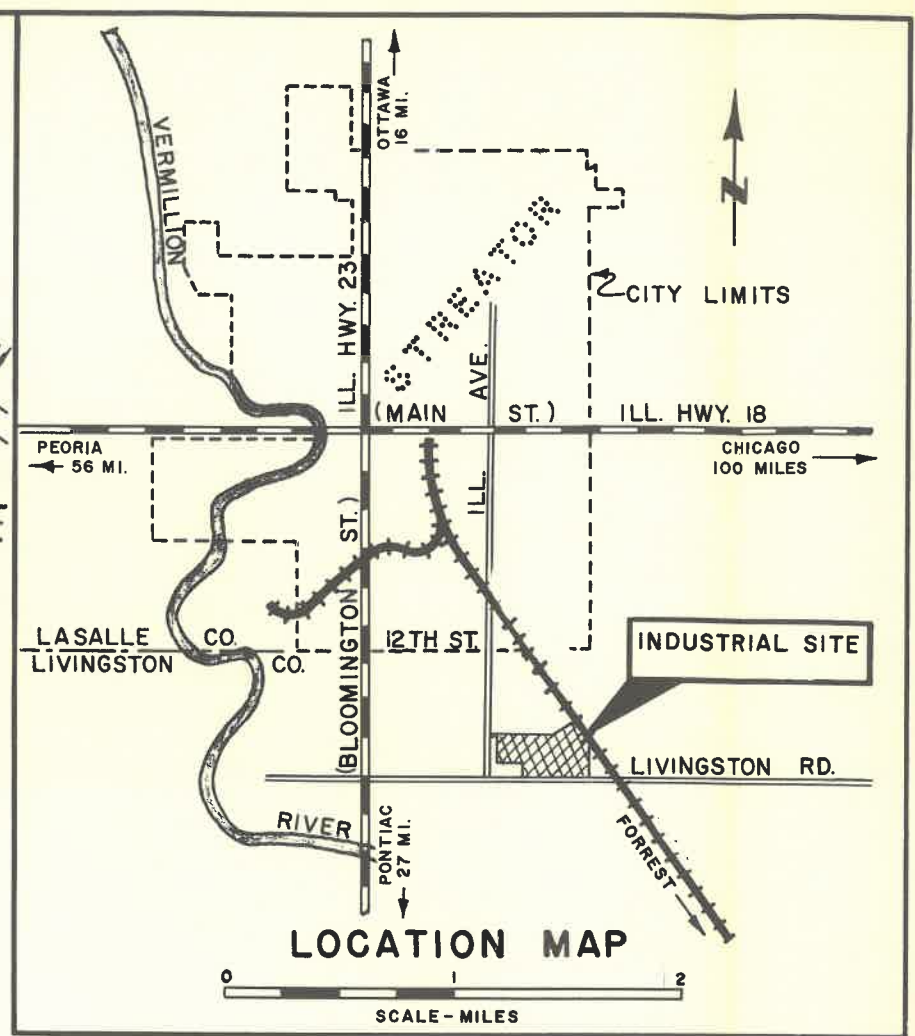 OTTAWA
16 MI.
N
VERMILLION
ILL. HWY. 23
STREATOR
CITY LIMITS
ILL. AVE.
(MAIN ST.) ILL. HWY. 18
PEORIA
56 MI.
CHICAGO
100 MILES
(BLOOMINGTON ST.)
LASALLE CO.
LIVINGSTON CO.
12TH ST.
INDUSTRIAL SITE
LIVINGSTON RD.
RIVER
PONTIAC
27 MI.
FORREST
LOCATION MAP
0 1 2
SCALE-MILES